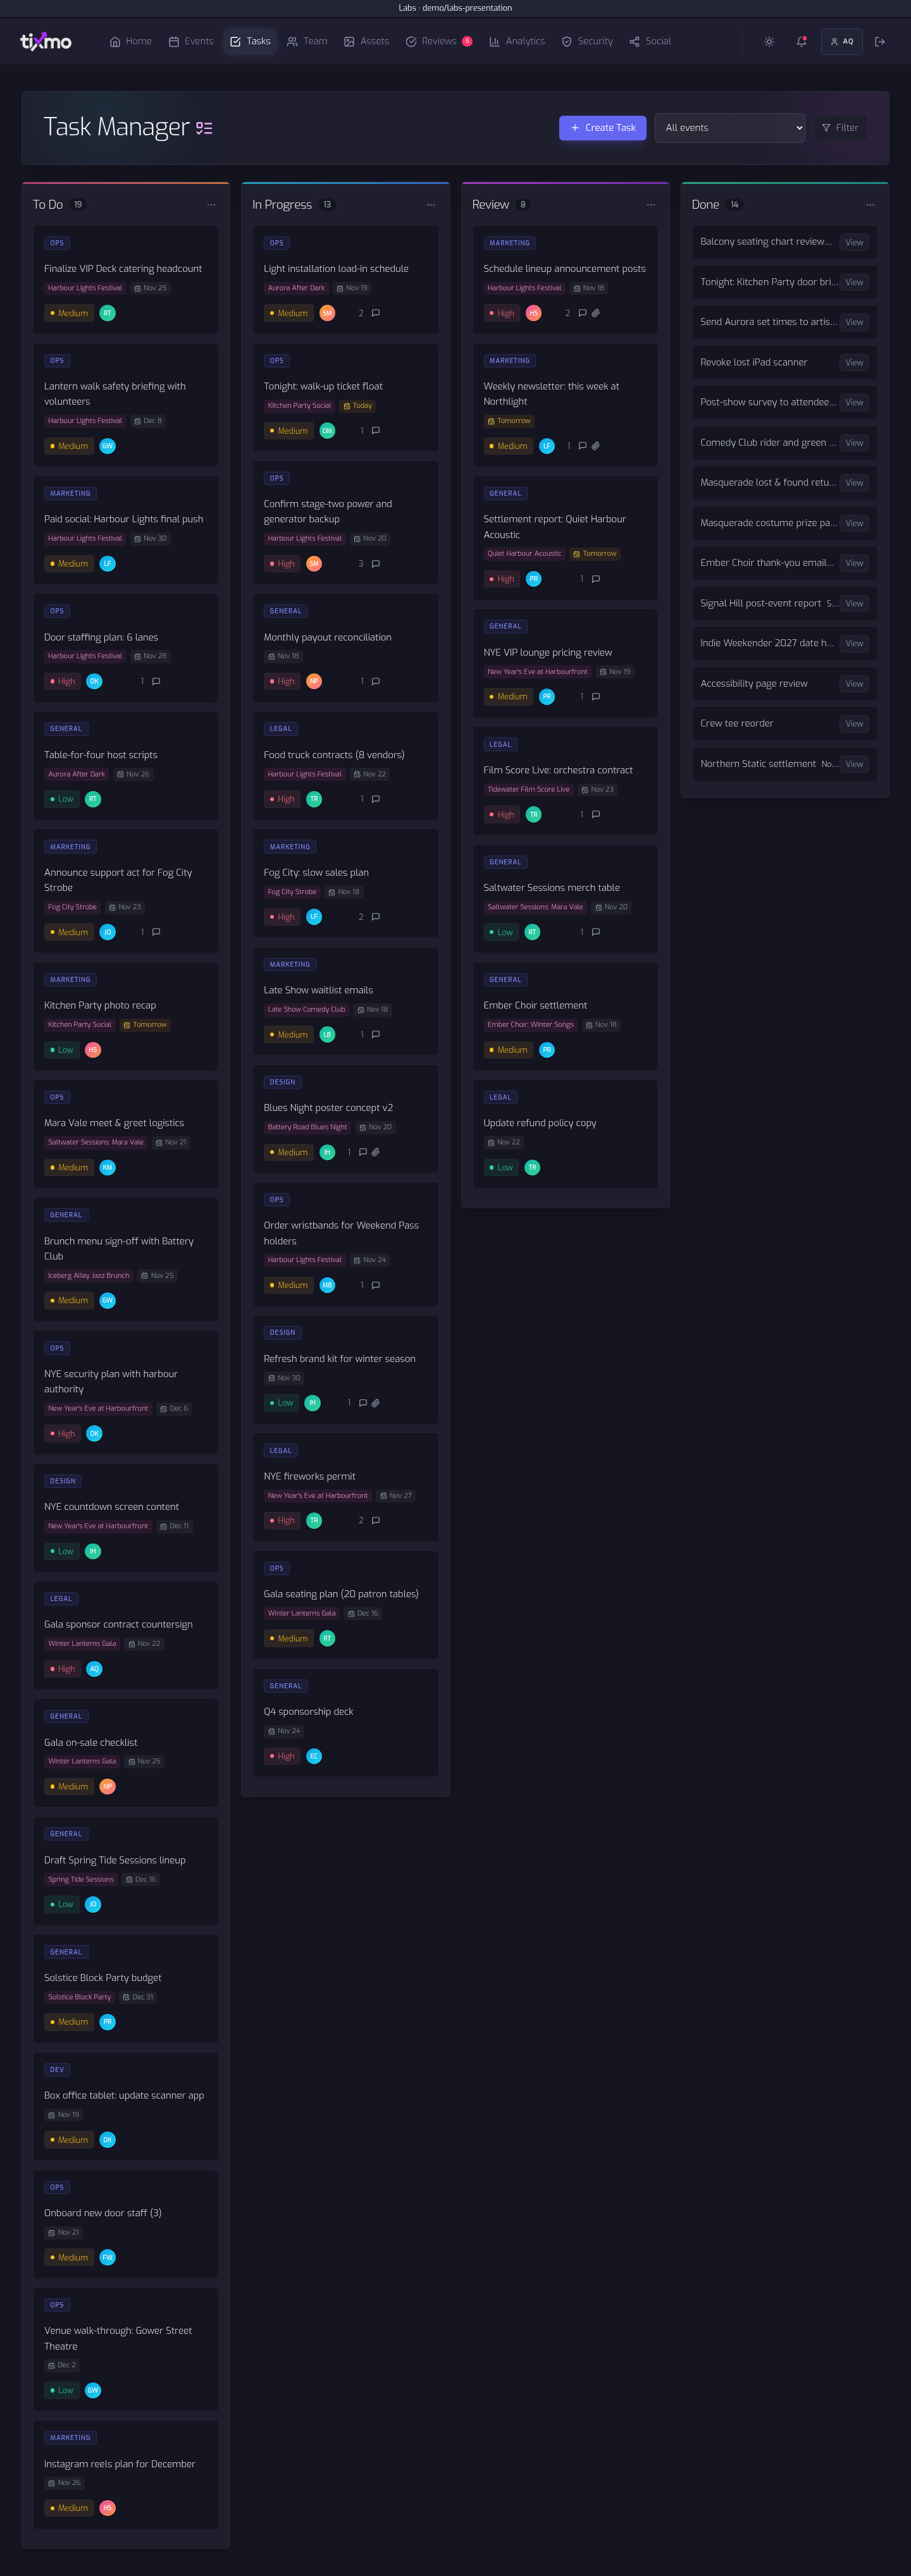 Labs · demo/labs-presentation
tixmo
Home
Events
Tasks
Team
Assets
Reviews 5
Analytics
Security
Social
AQ
Task Manager
Create Task
All events
Filter
To Do 19
OPS
Finalize VIP Deck catering headcount
Harbour Lights Festival Nov 25
Medium RT
OPS
Lantern walk safety briefing with
volunteers
Harbour Lights Festival Dec 8
Medium GW
MARKETING
Paid social: Harbour Lights final push
Harbour Lights Festival Nov 30
Medium LF
OPS
Door staffing plan: 6 lanes
Harbour Lights Festival Nov 28
High DK 1
GENERAL
Table-for-four host scripts
Aurora After Dark Nov 26
Low RT
MARKETING
Announce support act for Fog City
Strobe
Fog City Strobe Nov 23
Medium JO 1
MARKETING
Kitchen Party photo recap
Kitchen Party Social Tomorrow
Low HS
OPS
Mara Vale meet & greet logistics
Saltwater Sessions: Mara Vale Nov 21
Medium KM
GENERAL
Brunch menu sign-off with Battery
Club
Iceberg Alley Jazz Brunch Nov 25
Medium GW
OPS
NYE security plan with harbour
authority
New Year's Eve at Harbourfront Dec 6
High DK
DESIGN
NYE countdown screen content
New Year's Eve at Harbourfront Dec 11
Low IH
LEGAL
Gala sponsor contract countersign
Winter Lanterns Gala Nov 22
High AQ
GENERAL
Gala on-sale checklist
Winter Lanterns Gala Nov 25
Medium NP
GENERAL
Draft Spring Tide Sessions lineup
Spring Tide Sessions Dec 16
Low JO
GENERAL
Solstice Block Party budget
Solstice Block Party Dec 31
Medium PR
DEV
Box office tablet: update scanner app
Nov 19
Medium DK
OPS
Onboard new door staff (3)
Nov 21
Medium FW
OPS
Venue walk-through: Gower Street
Theatre
Dec 2
Low GW
MARKETING
Instagram reels plan for December
Nov 26
Medium HS
In Progress 13
OPS
Light installation load-in schedule
Aurora After Dark Nov 19
Medium SM 2
OPS
Tonight: walk-up ticket float
Kitchen Party Social Today
Medium OM 1
OPS
Confirm stage-two power and
generator backup
Harbour Lights Festival Nov 20
High SM 3
GENERAL
Monthly payout reconciliation
Nov 18
High NP 1
LEGAL
Food truck contracts (8 vendors)
Harbour Lights Festival Nov 22
High TR 1
MARKETING
Fog City: slow sales plan
Fog City Strobe Nov 18
High LF 2
MARKETING
Late Show waitlist emails
Late Show Comedy Club Nov 18
Medium LB 1
DESIGN
Blues Night poster concept v2
Battery Road Blues Night Nov 20
Medium IH 1
OPS
Order wristbands for Weekend Pass
holders
Harbour Lights Festival Nov 24
Medium MB 1
DESIGN
Refresh brand kit for winter season
Nov 30
Low IH 1
LEGAL
NYE fireworks permit
New Year's Eve at Harbourfront Nov 27
High TR 2
OPS
Gala seating plan (20 patron tables)
Winter Lanterns Gala Dec 16
Medium RT
GENERAL
Q4 sponsorship deck
Nov 24
High EC
Review 8
MARKETING
Schedule lineup announcement posts
Harbour Lights Festival Nov 18
High HS 2
MARKETING
Weekly newsletter: this week at
Northlight
Tomorrow
Medium LF 1
GENERAL
Settlement report: Quiet Harbour
Acoustic
Quiet Harbour Acoustic Tomorrow
High PR 1
GENERAL
NYE VIP lounge pricing review
New Year's Eve at Harbourfront Nov 19
Medium PR 1
LEGAL
Film Score Live: orchestra contract
Tidewater Film Score Live Nov 23
High TR 1
GENERAL
Saltwater Sessions merch table
Saltwater Sessions: Mara Vale Nov 20
Low RT 1
GENERAL
Ember Choir settlement
Ember Choir: Winter Songs Nov 18
Medium PR
LEGAL
Update refund policy copy
Nov 22
Low TR
Done 14
Balcony seating chart review... View
Tonight: Kitchen Party door bri... View
Send Aurora set times to artis... View
Revoke lost iPad scanner View
Post-show survey to attendee... View
Comedy Club rider and green ... View
Masquerade lost & found retu... View
Masquerade costume prize pa... View
Ember Choir thank-you email... View
Signal Hill post-event report S... View
Indie Weekender 2027 date h... View
Accessibility page review View
Crew tee reorder View
Northern Static settlement No... View